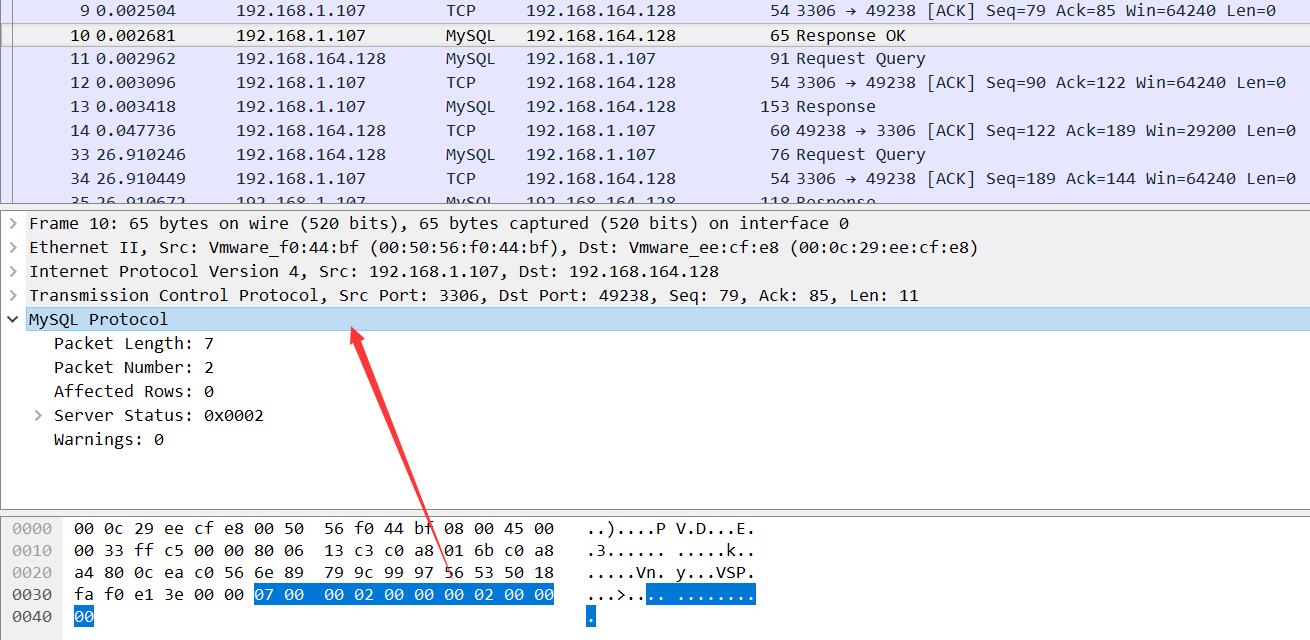 9 0.002504 192.168.1.107 TCP 192.168.164.128 54 3306 → 49238 [ACK] Seq=79 Ack=85 Win=64240 Len=0
10 0.002681 192.168.1.107 MySQL 192.168.164.128 65 Response OK
11 0.002962 192.168.164.128 MySQL 192.168.1.107 91 Request Query
12 0.003096 192.168.1.107 TCP 192.168.164.128 54 3306 → 49238 [ACK] Seq=90 Ack=122 Win=64240 Len=0
13 0.003418 192.168.1.107 MySQL 192.168.164.128 153 Response
14 0.047736 192.168.164.128 TCP 192.168.1.107 60 49238 → 3306 [ACK] Seq=122 Ack=189 Win=29200 Len=0
33 26.910246 192.168.164.128 MySQL 192.168.1.107 76 Request Query
34 26.910449 192.168.1.107 TCP 192.168.164.128 54 3306 → 49238 [ACK] Seq=189 Ack=144 Win=64240 Len=0
35 26.910672 192.168.1.107 MySQL 192.168.164.128 118 Response
Frame 10: 65 bytes on wire (520 bits), 65 bytes captured (520 bits) on interface 0
Ethernet II, Src: Vmware_f0:44:bf (00:50:56:f0:44:bf), Dst: Vmware_ee:cf:e8 (00:0c:29:ee:cf:e8)
Internet Protocol Version 4, Src: 192.168.1.107, Dst: 192.168.164.128
Transmission Control Protocol, Src Port: 3306, Dst Port: 49238, Seq: 79, Ack: 85, Len: 11
MySQL Protocol
Packet Length: 7
Packet Number: 2
Affected Rows: 0
Server Status: 0x0002
Warnings: 0
0000 00 0c 29 ee cf e8 00 50 56 f0 44 bf 08 00 45 00 ..)....P V.D...E.
0010 00 33 ff c5 00 00 80 06 13 c3 c0 a8 01 6b c0 a8 .3...... .....k..
0020 a4 80 0c ea c0 56 6e 89 79 9c 99 97 56 53 50 18 .....Vn. y...VSP.
0030 fa f0 e1 3e 00 00 07 00 00 02 00 00 00 02 00 00 ...>.... ........
0040 00 .